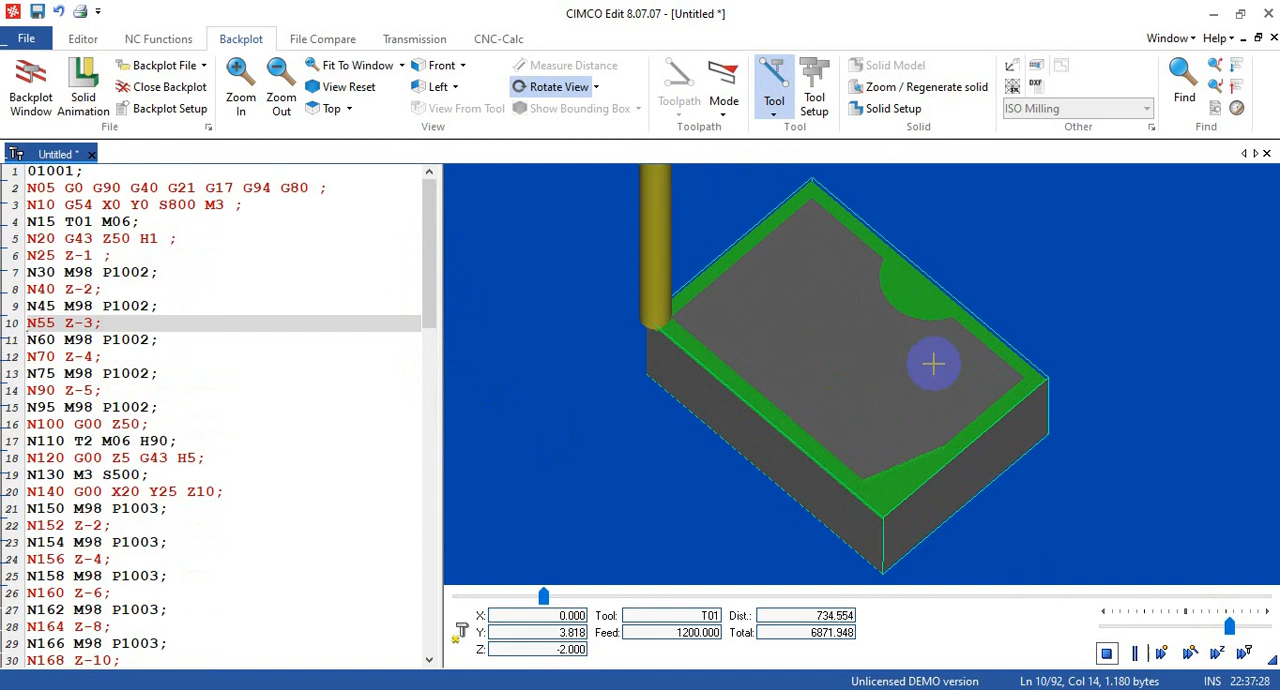 CIMCO Edit 8.07.07 - [Untitled *]
File Editor NC Functions Backplot File Compare Transmission CNC-Calc Window Help
Backplot Window
Solid Animation
Backplot File
Close Backplot
Backplot Setup
File
Zoom In
Zoom Out
Fit To Window
View Reset
Top
Front
Left
View From Tool
Measure Distance
Rotate View
Show Bounding Box
View
Toolpath
Mode
Toolpath
Tool
Tool Setup
Tool
Solid Model
Zoom / Regenerate solid
Solid Setup
Solid
DXF
ISO Milling
Other
Find
Find
Untitled *
1 O1001;
2 N05 G0 G90 G40 G21 G17 G94 G80 ;
3 N10 G54 X0 Y0 S800 M3 ;
4 N15 T01 M06;
5 N20 G43 Z50 H1 ;
6 N25 Z-1 ;
7 N30 M98 P1002;
8 N40 Z-2;
9 N45 M98 P1002;
10 N55 Z-3;
11 N60 M98 P1002;
12 N70 Z-4;
13 N75 M98 P1002;
14 N90 Z-5;
15 N95 M98 P1002;
16 N100 G00 Z50;
17 N110 T2 M06 H90;
18 N120 G00 Z5 G43 H5;
19 N130 M3 S500;
20 N140 G00 X20 Y25 Z10;
21 N150 M98 P1003;
22 N152 Z-2;
23 N154 M98 P1003;
24 N156 Z-4;
25 N158 M98 P1003;
26 N160 Z-6;
27 N162 M98 P1003;
28 N164 Z-8;
29 N166 M98 P1003;
30 N168 Z-10;
X: 0.000 Tool: T01 Dist.: 734.554
Y: 3.818 Feed: 1200.000 Total: 6871.948
Z: -2.000
Unlicensed DEMO version Ln 10/92, Col 14, 1.180 bytes INS 22:37:28